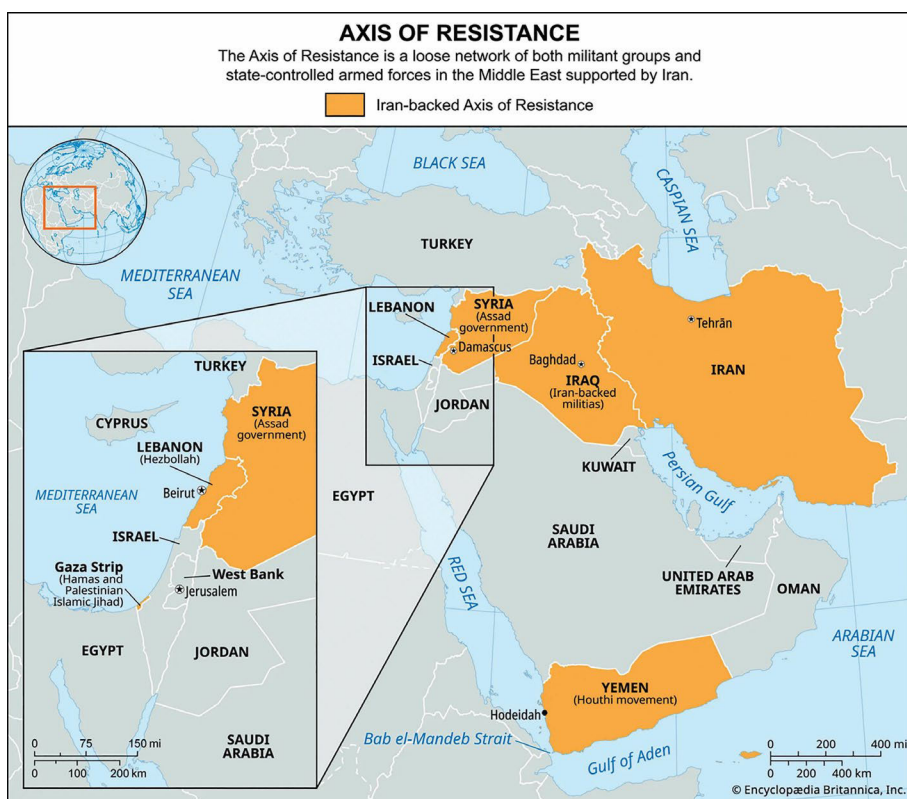 AXIS OF RESISTANCE
The Axis of Resistance is a loose network of both militant groups and
state-controlled armed forces in the Middle East supported by Iran.
Iran-backed Axis of Resistance
BLACK SEA
CASPIAN SEA
TURKEY
MEDITERRANEAN
SEA
LEBANON
SYRIA
(Assad
government)
Damascus
ISRAEL
JORDAN
Baghdad
IRAQ
(Iran-backed
militias)
Tehrān
IRAN
KUWAIT
Persian Gulf
EGYPT
SAUDI
ARABIA
RED SEA
UNITED ARAB
EMIRATES
OMAN
ARABIAN
SEA
YEMEN
(Houthi movement)
Hodeidah
Bab el-Mandeb Strait
Gulf of Aden
0 200 400 mi
0 200 400 km
TURKEY
CYPRUS
SYRIA
(Assad
government)
LEBANON
(Hezbollah)
Beirut
MEDITERRANEAN
SEA
ISRAEL
Gaza Strip
(Hamas and
Palestinian
Islamic Jihad)
West Bank
Jerusalem
EGYPT
JORDAN
SAUDI
ARABIA
0 75 150 mi
0 100 200 km
© Encyclopædia Britannica, Inc.